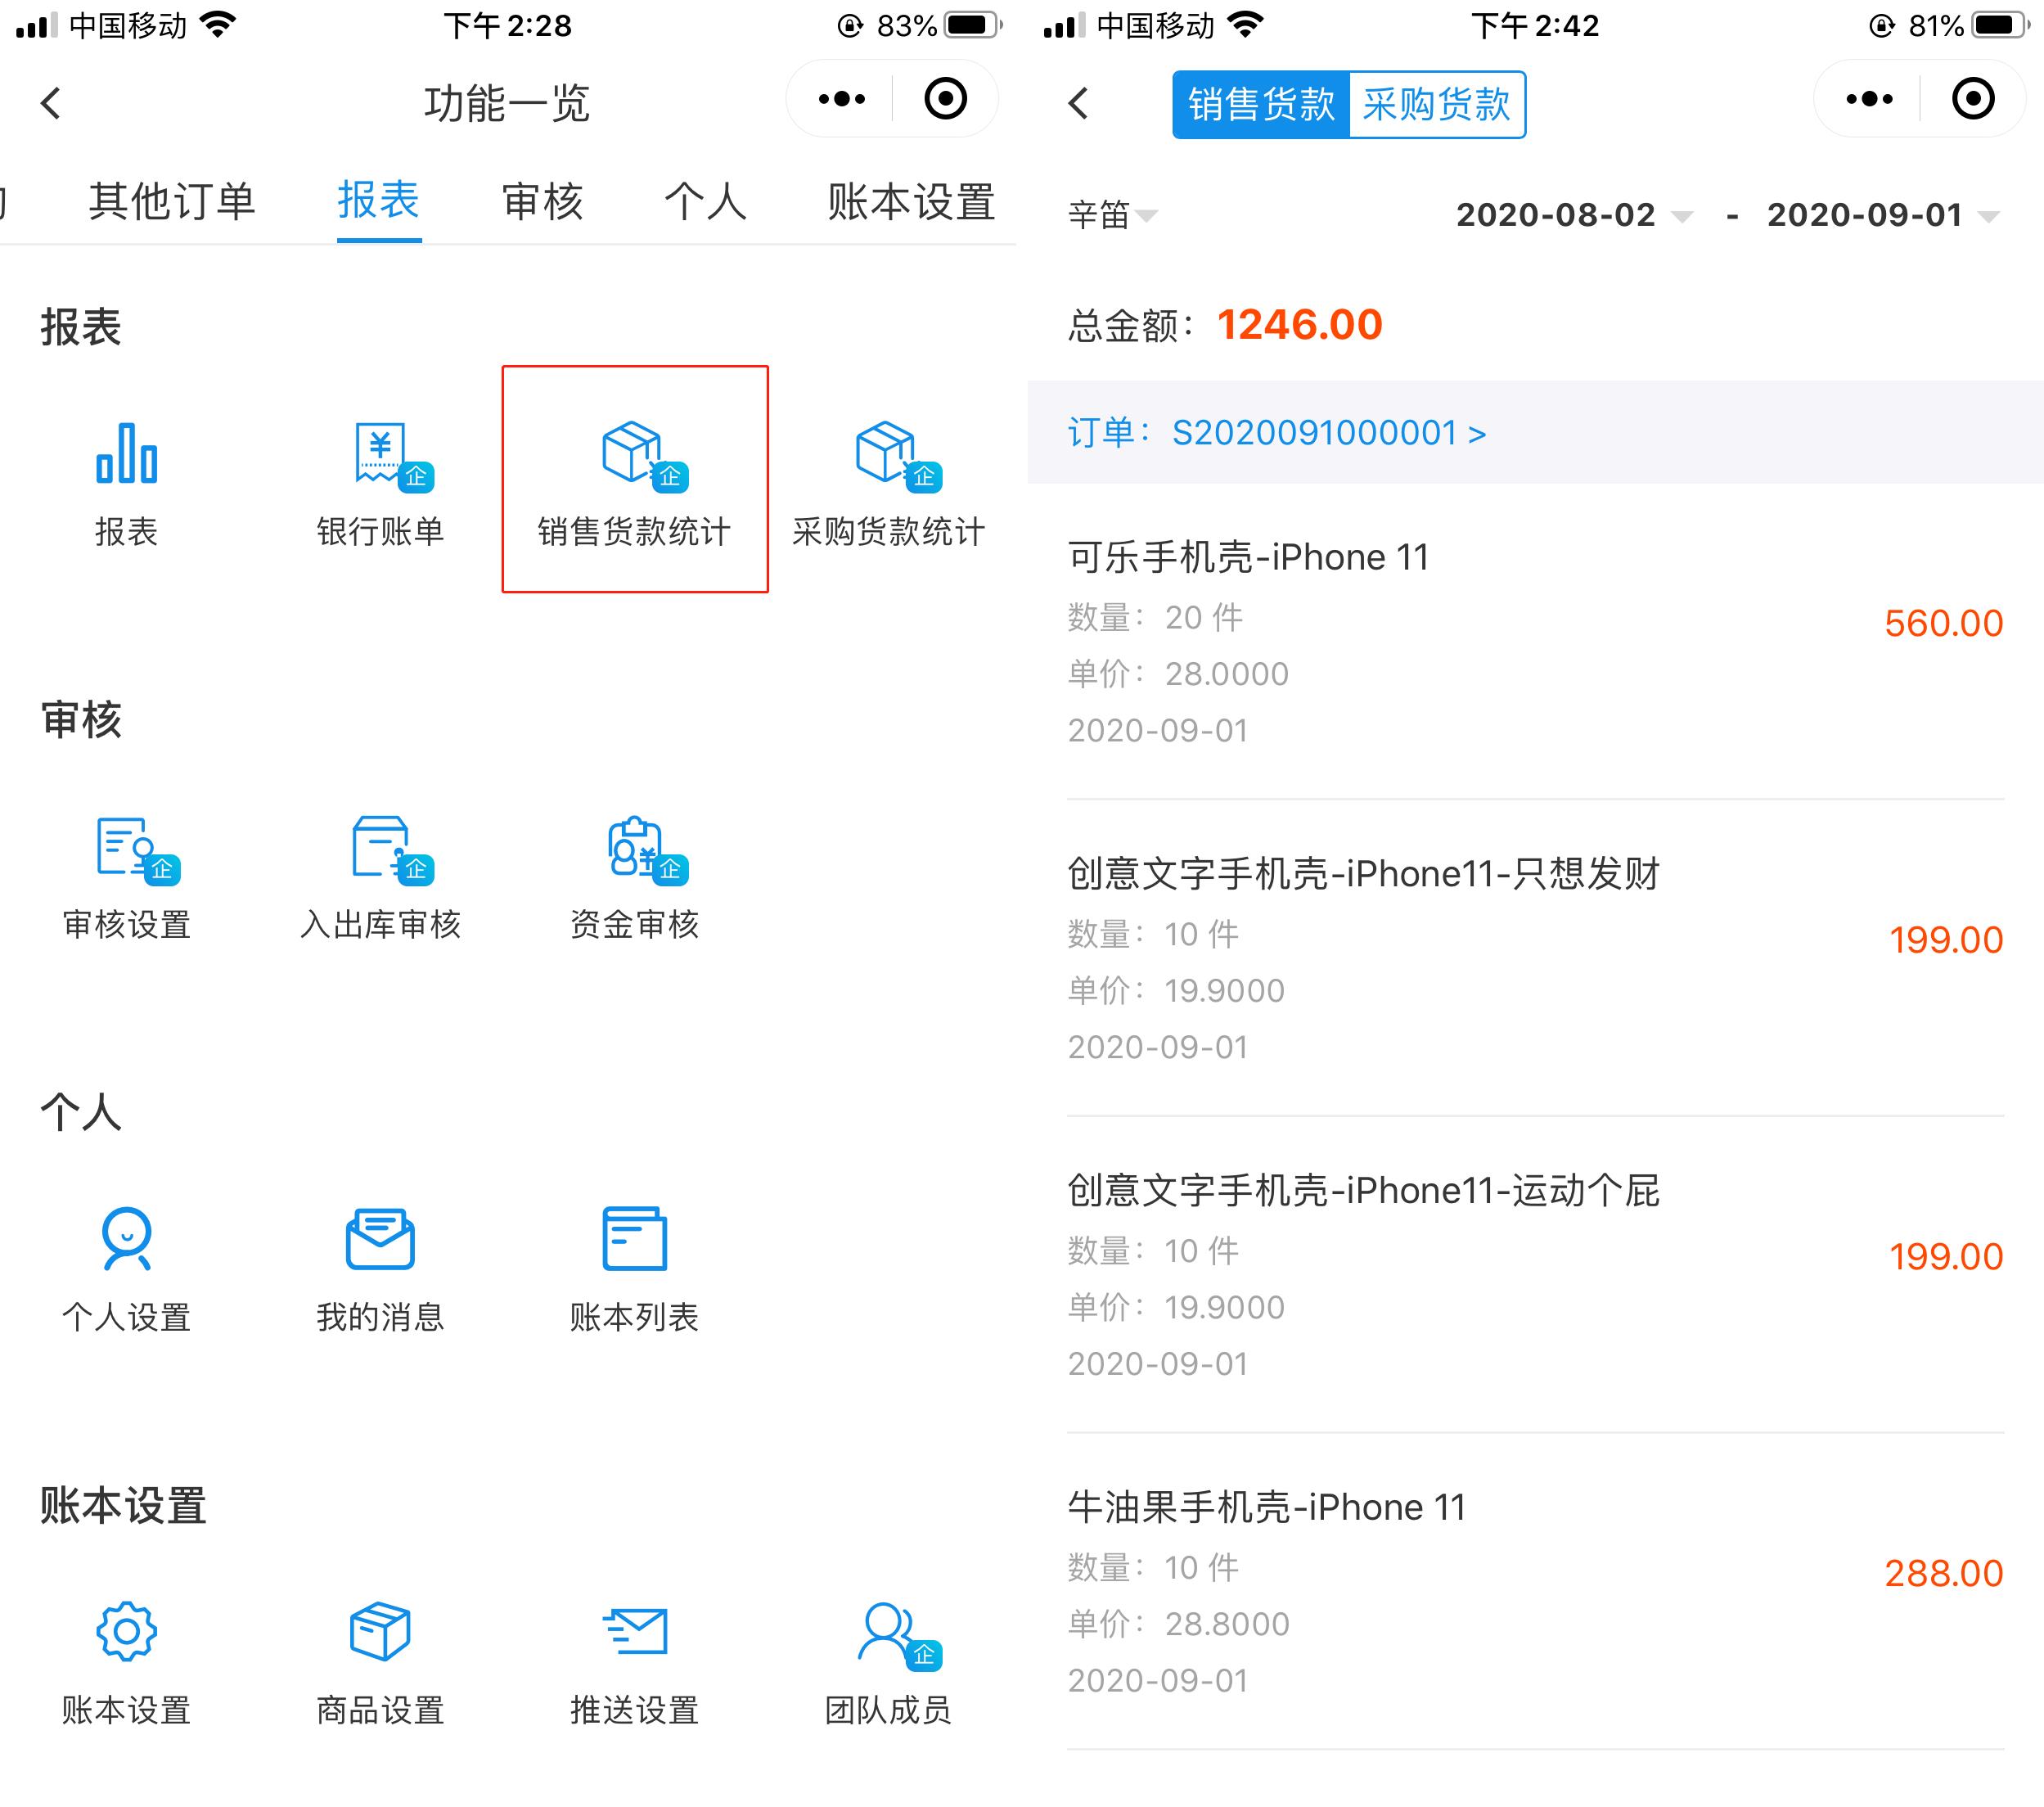 中国移动 下午 2:28 83%
功能一览
其他订单 报表 审核 个人 账本设置
报表
企 企 企
报表 银行账单 销售货款统计 采购货款统计
审核
企 企 企
审核设置 入出库审核 资金审核
个人
个人设置 我的消息 账本列表
账本设置
企
账本设置 商品设置 推送设置 团队成员
中国移动 下午 2:42 81%
销售货款 采购货款
辛笛 2020-08-02 - 2020-09-01
总金额： 1246.00
订单： S2020091000001 >
可乐手机壳-iPhone 11
数量： 20 件
560.00
单价： 28.0000
2020-09-01
创意文字手机壳-iPhone11-只想发财
数量： 10 件
199.00
单价： 19.9000
2020-09-01
创意文字手机壳-iPhone11-运动个屁
数量： 10 件
199.00
单价： 19.9000
2020-09-01
牛油果手机壳-iPhone 11
数量： 10 件
288.00
单价： 28.8000
2020-09-01